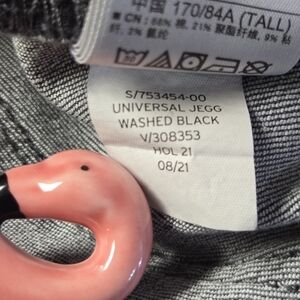 中国 170/84A (TALL)
■ CN : 68% 棉, 21% 聚酯纤维, 9% 粘
纤, 2% 氨纶
S/753454-00
UNIVERSAL JEGG
WASHED BLACK
V/308353
HOL 21
08/21